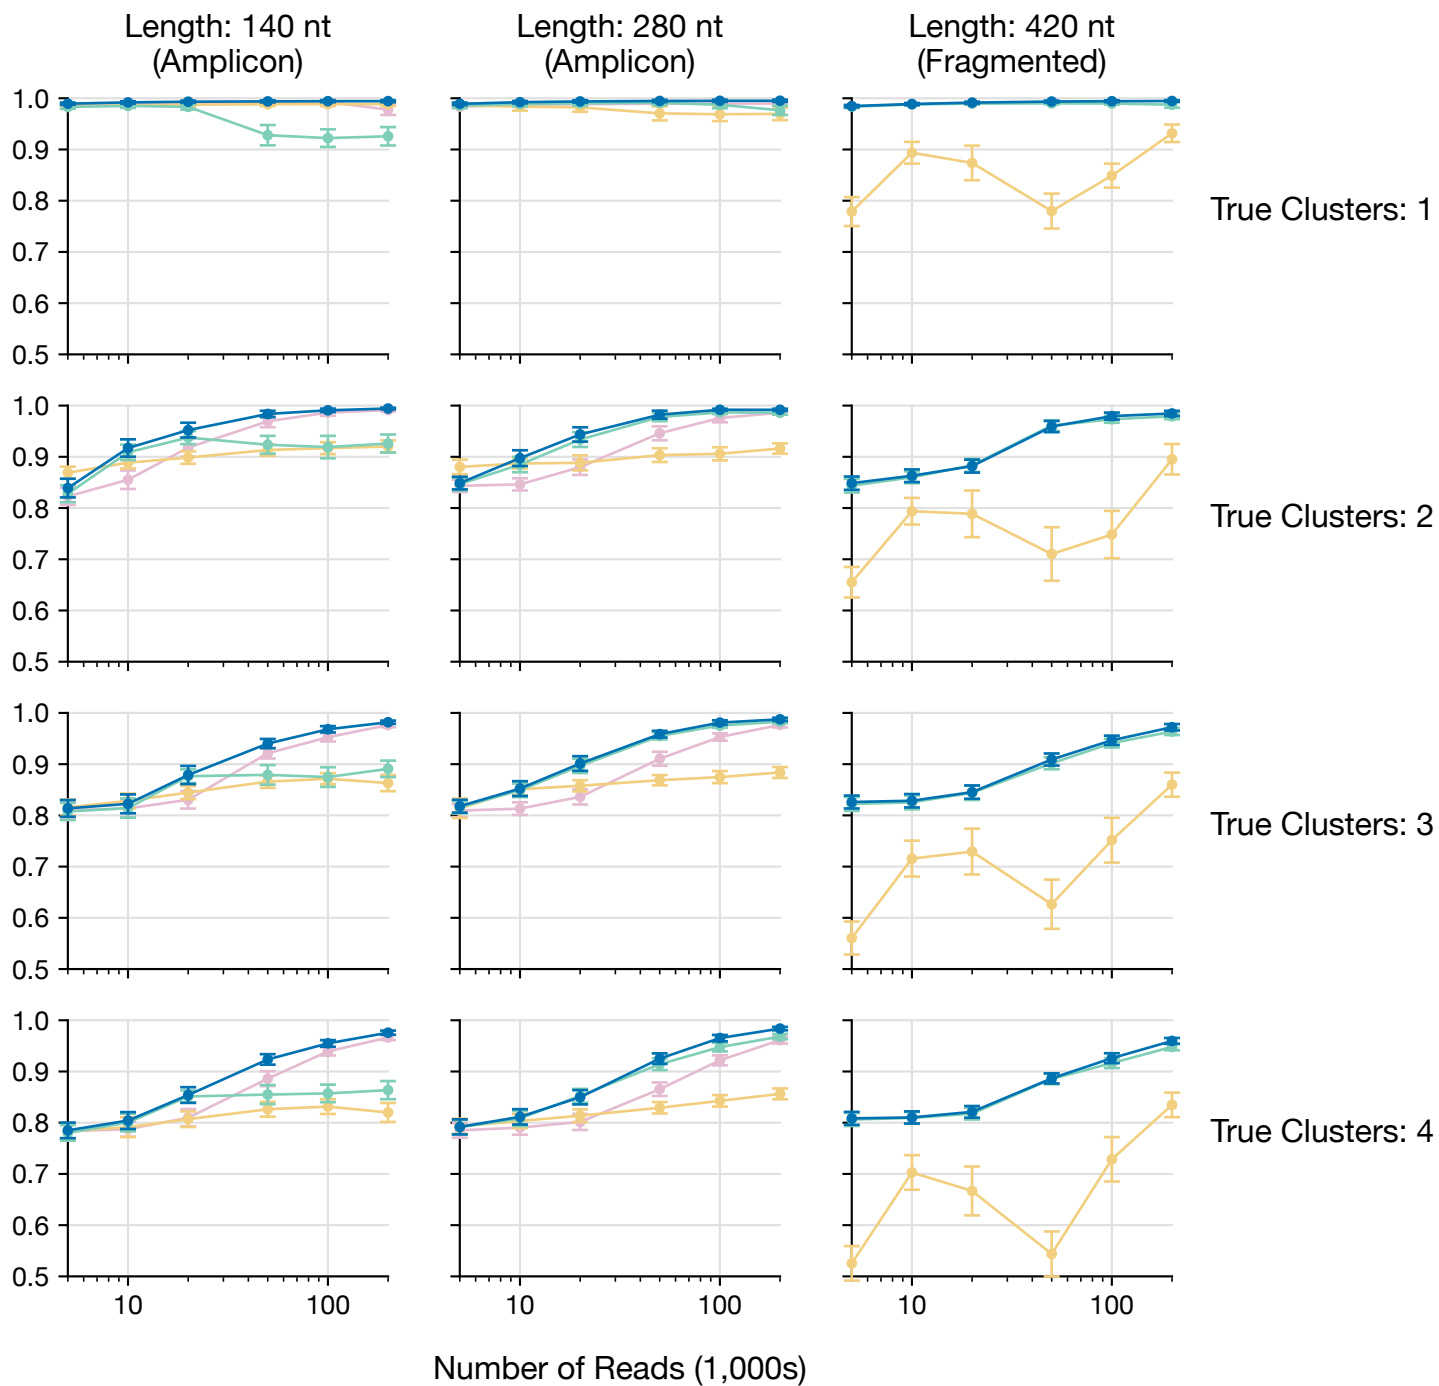 Length: 140 nt
(Amplicon)
Length: 280 nt
(Amplicon)
Length: 420 nt
(Fragmented)
1.0
0.9
0.8
0.7
0.6
0.5
True Clusters: 1
1.0
0.9
0.8
0.7
0.6
0.5
True Clusters: 2
1.0
0.9
0.8
0.7
0.6
0.5
True Clusters: 3
1.0
0.9
0.8
0.7
0.6
0.5
True Clusters: 4
10 100
10 100
10 100
Number of Reads (1,000s)